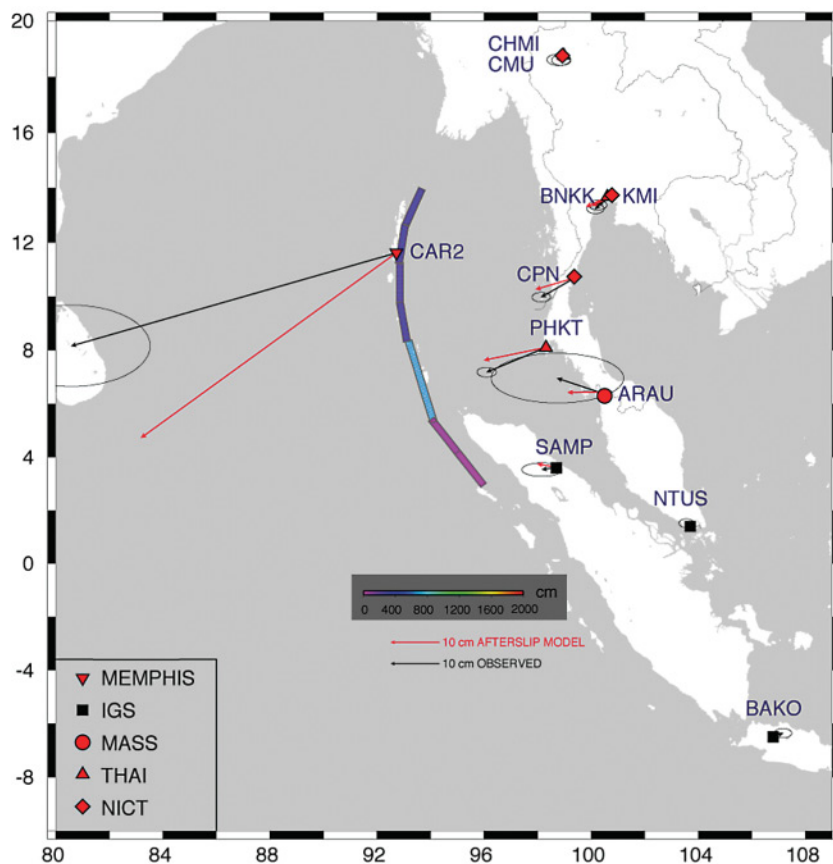 20
CHMI
CMU
16
BNKK KMI
12
CAR2
CPN
PHKT
8
ARAU
4
SAMP
NTUS
0
cm
0 400 800 1200 1600 2000
10 cm AFTERSLIP MODEL
10 cm OBSERVED
-4
MEMPHIS
IGS
BAKO
MASS
-8
THAI
NICT
80 84 88 92 96 100 104 108